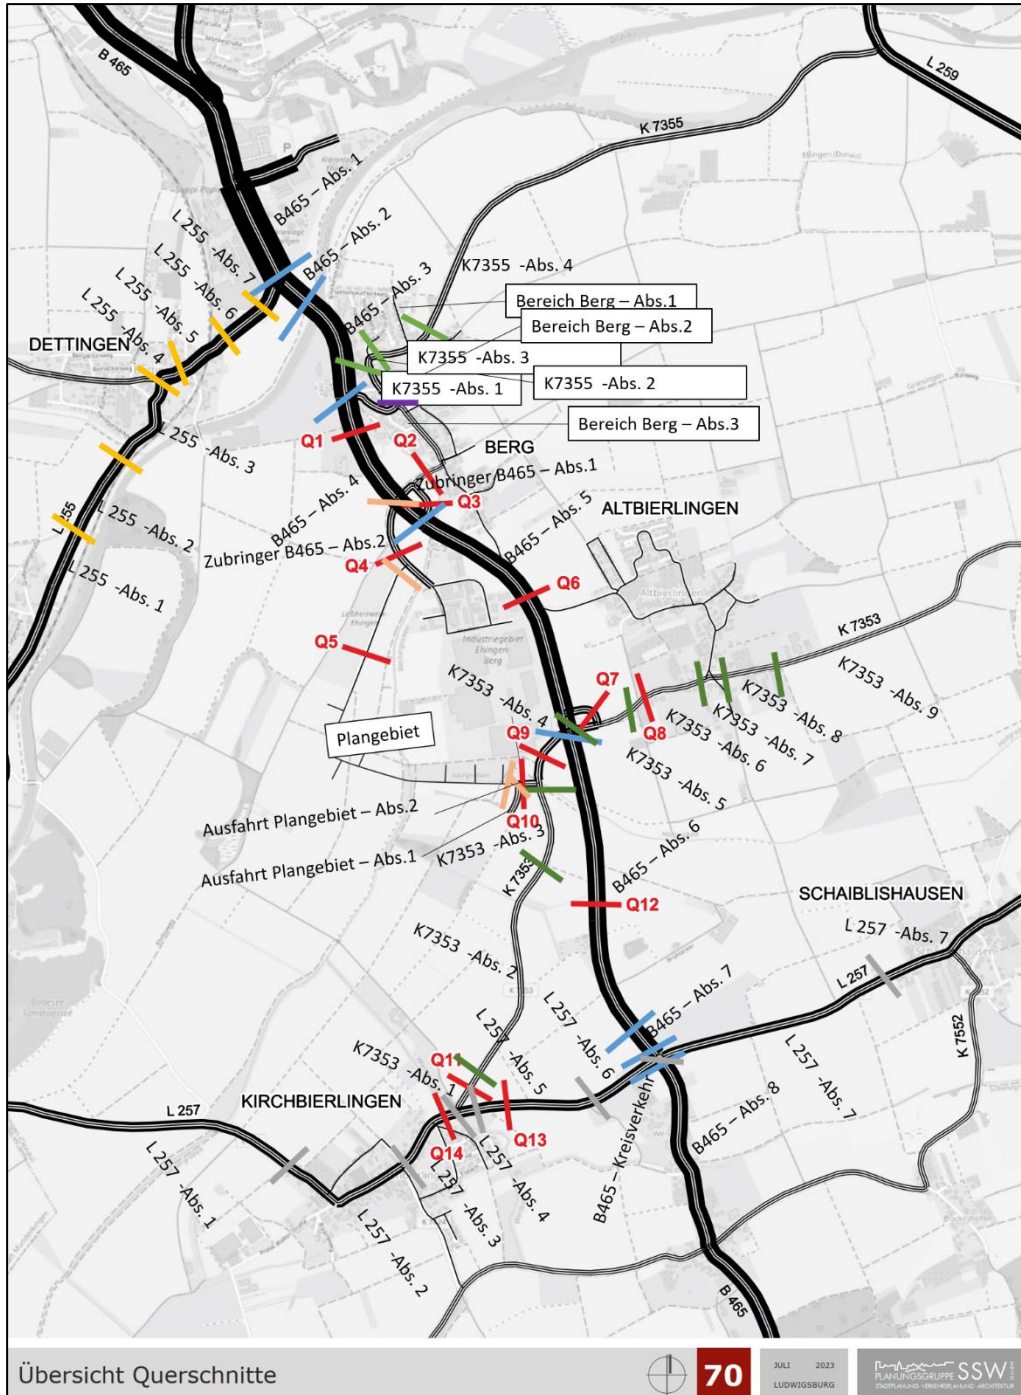 B 465
L 259
K 7355
B465 – Abs. 1
B465 – Abs. 2
L 255 -Abs. 7
L 255 -Abs. 6
L 255 -Abs. 5
L 255 -Abs. 4
B465 – Abs. 3
K7355 -Abs. 4
Bereich Berg – Abs.1
Bereich Berg – Abs.2
DETTINGEN
K7355 -Abs. 3
K7355 -Abs. 2
K7355 -Abs. 1
Bereich Berg – Abs.3
Q1
Q2
BERG
L 255 -Abs. 3
Zubringer B465 – Abs.1
B465 – Abs. 4
Q3
ALTBIERLINGEN
L 255 -Abs. 2
B465 – Abs. 5
Zubringer B465 – Abs.2
Q4
L 255 -Abs. 1
Q6
Altbierlingen
K 7353
Industriegebiet
Ehingen-
Berg
Q5
K7353 -Abs. 4
Q7
K7353 -Abs. 9
K7353 -Abs. 8
K7353 -Abs. 7
Q8
K7353 -Abs. 6
Plangebiet
Q9
K7353 -Abs. 5
Ausfahrt Plangebiet – Abs.2
Q10
K7353 -Abs. 3
B465 – Abs. 6
Ausfahrt Plangebiet – Abs.1
K 7353
SCHAIBLISHAUSEN
Q12
L 257 -Abs. 7
K7353 -Abs. 2
L 257
B465 – Abs. 7
K 7552
L 257 -Abs. 6
L 257 -Abs. 5
Q11
K7353 -Abs. 1
L 257 -Abs. 7
KIRCHBIERLINGEN
L 257
Q13
Q14
B465 – Abs. 8
B465 – Kreisverkehr
L 257 -Abs. 4
L 257 -Abs. 3
L 257 -Abs. 1
L 257 -Abs. 2
B 465
Übersicht Querschnitte
70
JULI 2023
LUDWIGSBURG
PLANUNGSGRUPPE SSW GMBH
STADTPLANUNG VERKEHRSPLANUNG ARCHITEKTUR